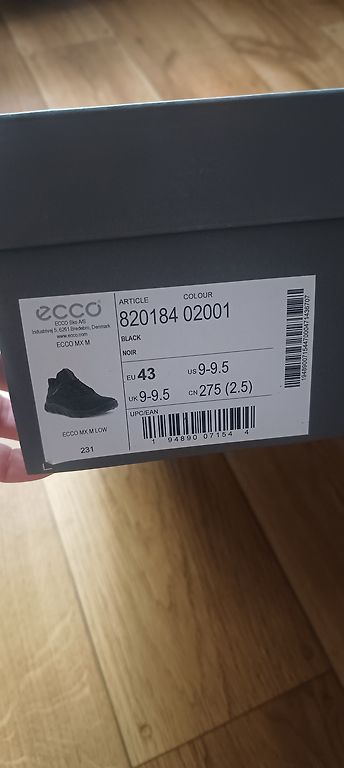 ecco
ECCO Sko A/S
Industrivej 5, 6261 Bredebro, Denmark
www.ecco.com
ECCO MX M
ECCO MX M LOW
231
ARTICLE COLOUR
820184 02001
BLACK
NOIR
EU 43 US 9-9.5
UK 9-9.5 CN 275 (2.5)
UPC/EAN
1 94890 07154 4